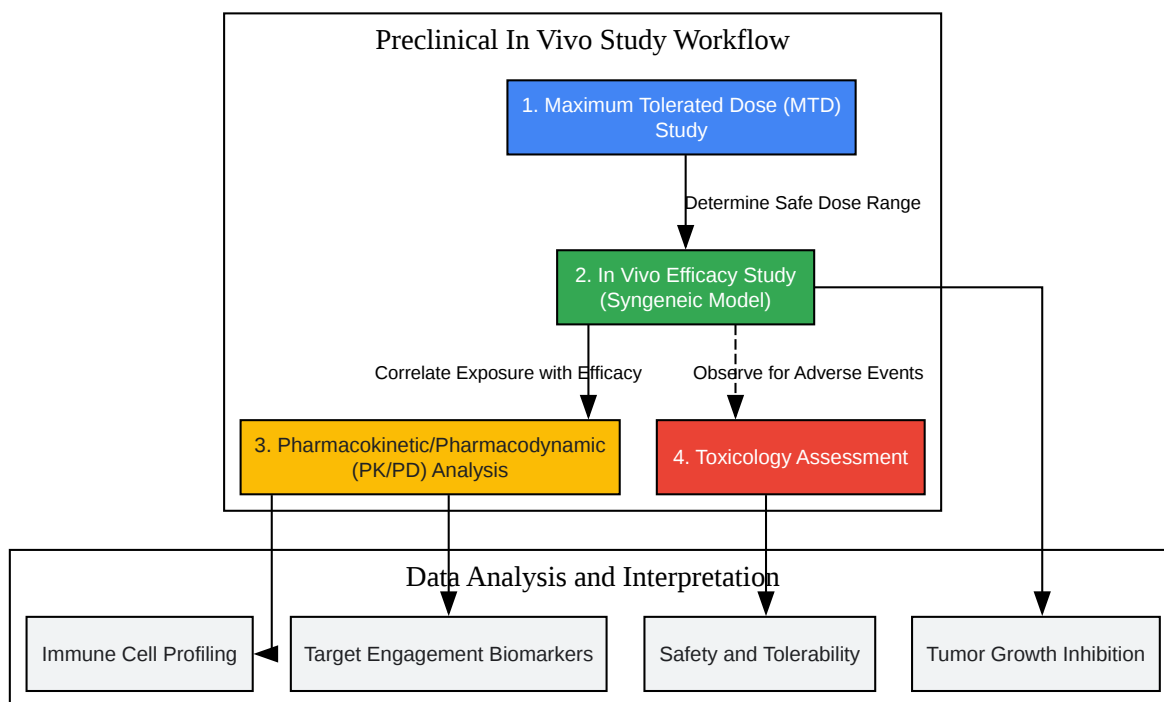 Preclinical In Vivo Study Workflow
1. Maximum Tolerated Dose (MTD)
Study
Determine Safe Dose Range
2. In Vivo Efficacy Study
(Syngeneic Model)
Correlate Exposure with Efficacy
Observe for Adverse Events
3. Pharmacokinetic/Pharmacodynamic
(PK/PD) Analysis
4. Toxicology Assessment
Data Analysis and Interpretation
Immune Cell Profiling
Target Engagement Biomarkers
Safety and Tolerability
Tumor Growth Inhibition